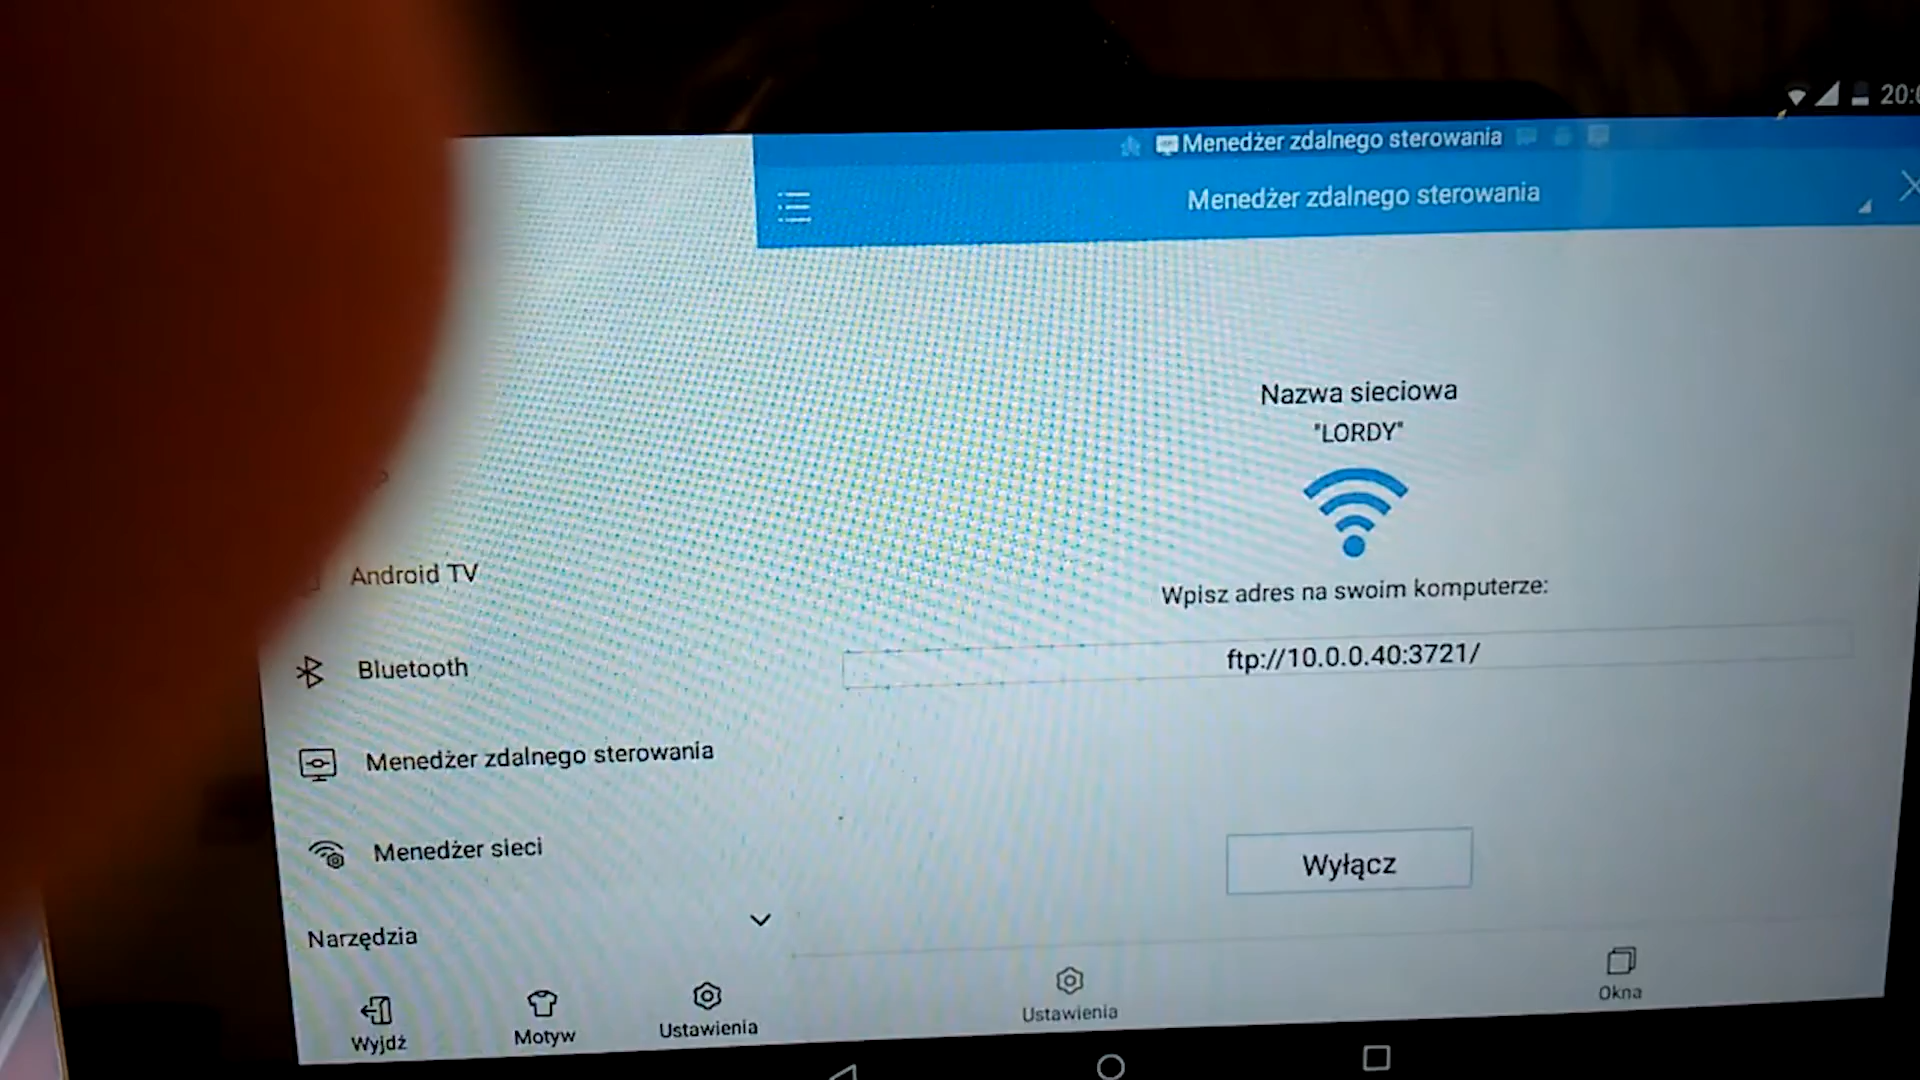 Menedżer zdalnego sterowania
Menedżer zdalnego sterowania
Nazwa sieciowa
"LORDY"
Wpisz adres na swoim komputerze:
ftp://10.0.0.40:3721/
Wyłącz
Android TV
Bluetooth
Menedżer zdalnego sterowania
Menedżer sieci
Narzędzia
Wyjdź
Motyw
Ustawienia
Ustawienia
Okna